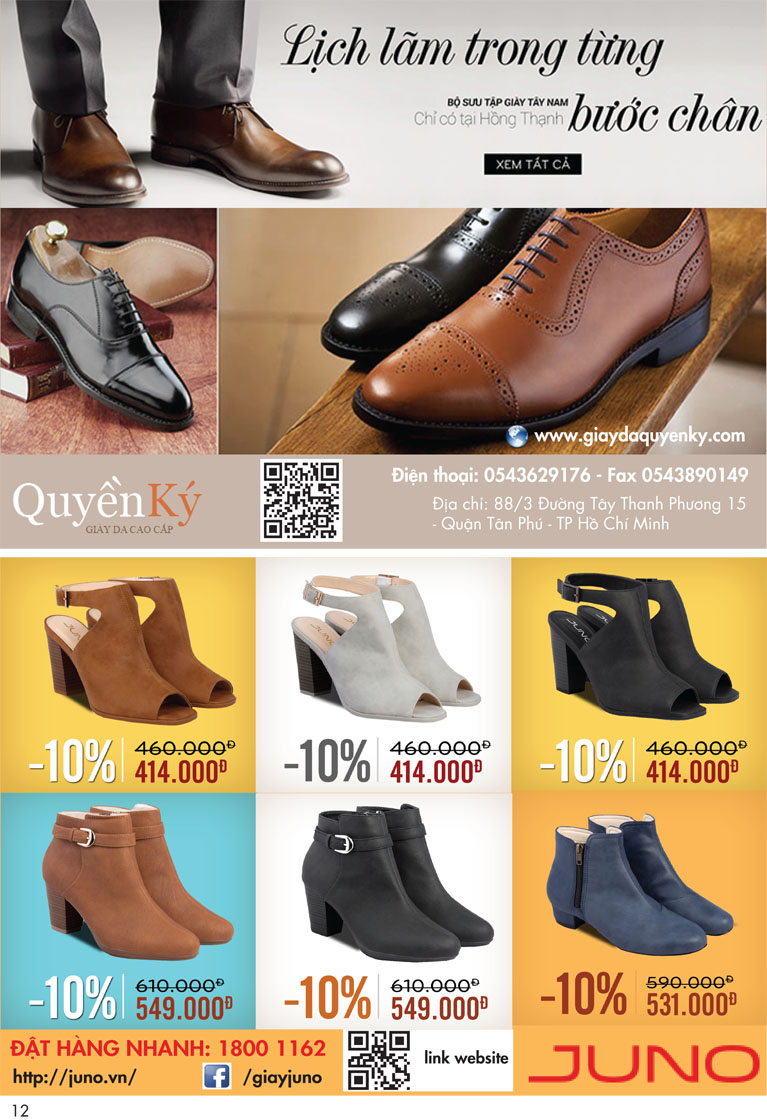 Lịch lãm trong từng
bước chân
BỘ SƯU TẬP GIÀY TÂY NAM
Chỉ có tại Hồng Thạnh
XEM TẤT CẢ
www.giaydaquyenky.com
QuyềnKý
GIÀY DA CAO CẤP
Điện thoại: 0543629176 - Fax 0543890149
Địa chỉ: 88/3 Đường Tây Thanh Phương 15
- Quận Tân Phú - TP Hồ Chí Minh
JUNO
JUNO
-10% 460.000Đ
414.000Đ
-10% 460.000Đ
414.000Đ
-10% 460.000Đ
414.000Đ
-10% 610.000Đ
549.000Đ
-10% 610.000Đ
549.000Đ
-10% 590.000Đ
531.000Đ
ĐẶT HÀNG NHANH: 1800 1162
http://juno.vn/
/giayjuno
link website
JUNO
12